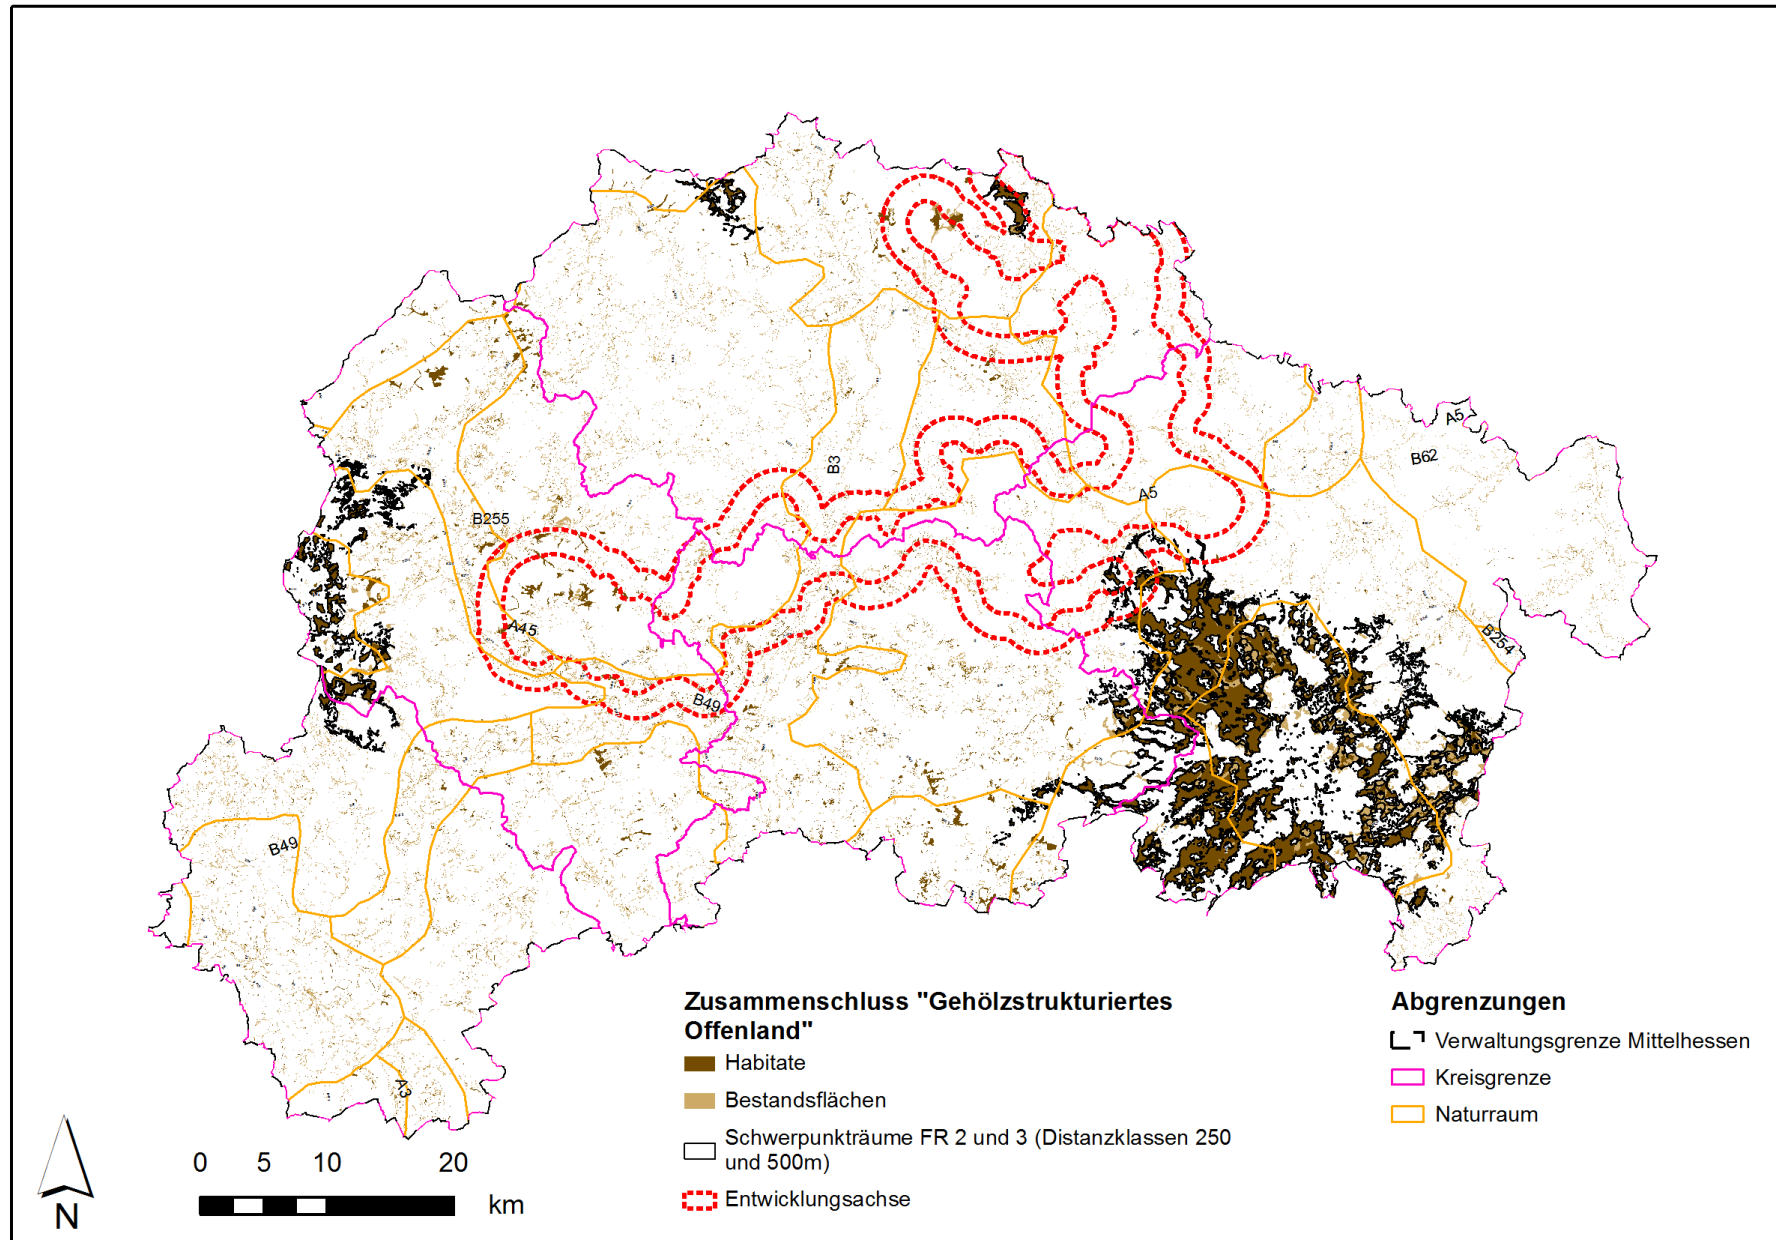 A5
B62
B3
A5
B255
A45
B254
B49
B49
A3
Zusammenschluss "Gehölzstrukturiertes
Offenland"
Habitate
Bestandsflächen
Schwerpunkträume FR 2 und 3 (Distanzklassen 250
und 500m)
Entwicklungsachse
Abgrenzungen
Verwaltungsgrenze Mittelhessen
Kreisgrenze
Naturraum
0 5 10 20
km
N